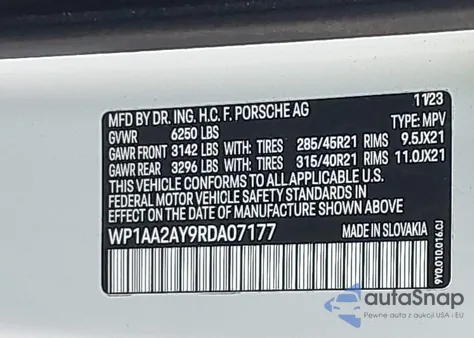 MFD BY DR. ING. H.C. F. PORSCHE AG 11/23
GVWR 6250 LBS TYPE: MPV
GAWR FRONT 3142 LBS WITH: TIRES 285/45R21 RIMS 9.5JX21
GAWR REAR 3296 LBS WITH: TIRES 315/40R21 RIMS 11.0JX21
THIS VEHICLE CONFORMS TO ALL APPLICABLE U.S.
FEDERAL MOTOR VEHICLE SAFETY STANDARDS IN
EFFECT ON THE DATE OF MANUFACTURE SHOWN ABOVE.
WP1AA2AY9RDA07177 MADE IN SLOVAKIA
9Y0.010.016.CJ
autoSnap
Pewne auta z aukcji USA i EU